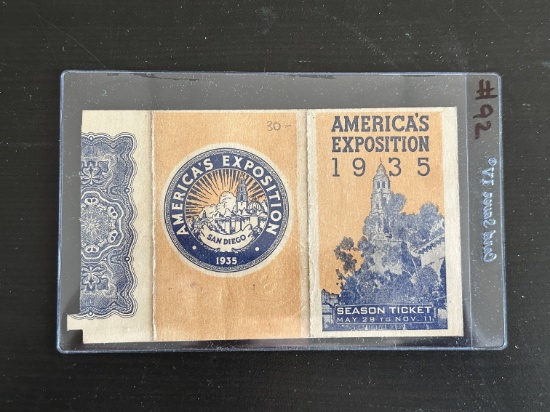 30-
AMERICA'S EXPOSITION
SAN DIEGO
· 1935 ·
AMERICA'S
EXPOSITION
1935
SEASON TICKET
MAY 29 TO NOV. 11
#92